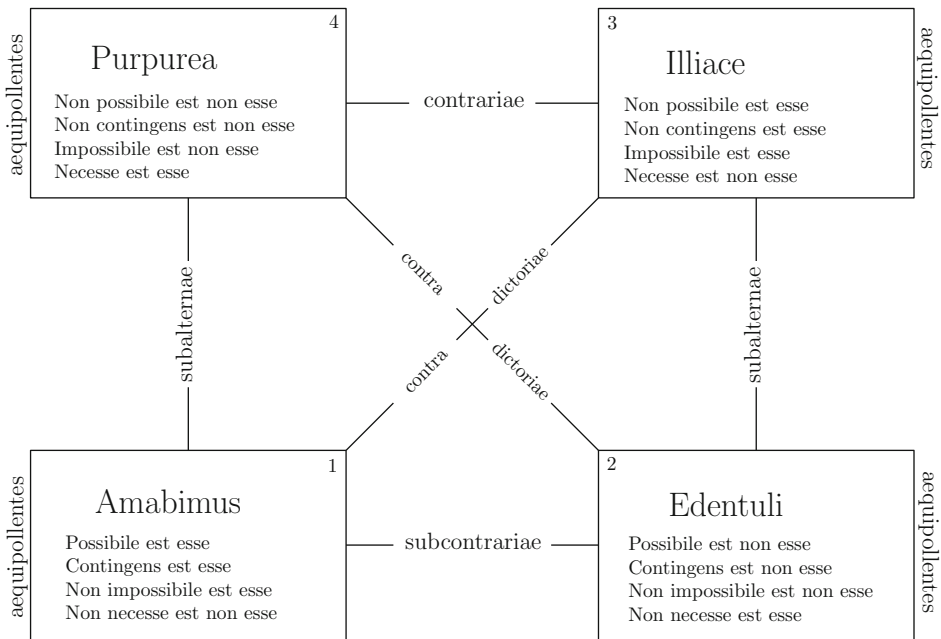 4
aequipollentes
Purpurea
Non possibile est non esse
Non contingens est non esse
Impossibile est non esse
Necesse est esse
contrariae
3
aequipollentes
Illiace
Non possibile est esse
Non contingens est esse
Impossibile est esse
Necesse est non esse
subalternae
contra
dictoriae
contra
dictoriae
subalternae
1
aequipollentes
Amabimus
Possibile est esse
Contingens est esse
Non impossibile est esse
Non necesse est non esse
subcontrariae
2
aequipollentes
Edentuli
Possibile est non esse
Contingens est non esse
Non impossibile est non esse
Non necesse est esse